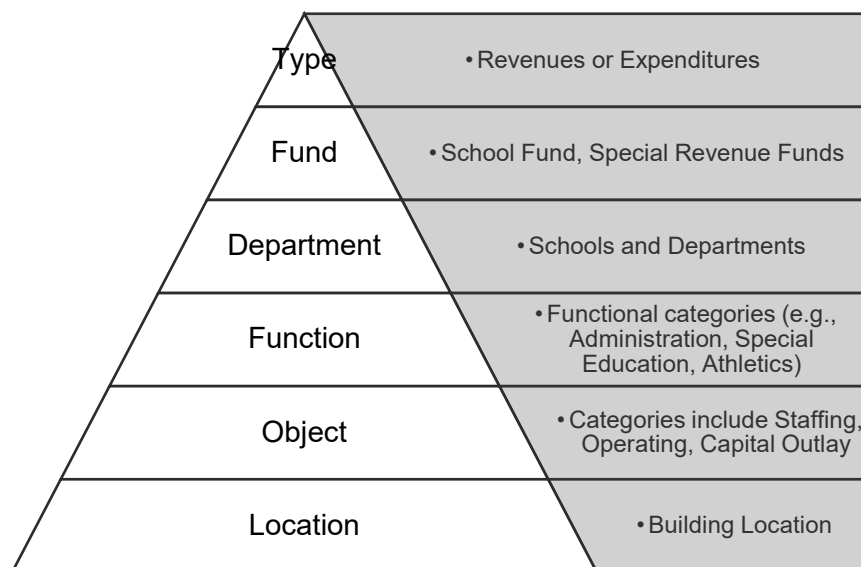 Type
• Revenues or Expenditures
Fund
• School Fund, Special Revenue Funds
Department
• Schools and Departments
Function
• Functional categories (e.g.,
Administration, Special
Education, Athletics)
Object
• Categories include Staffing,
Operating, Capital Outlay
Location
• Building Location